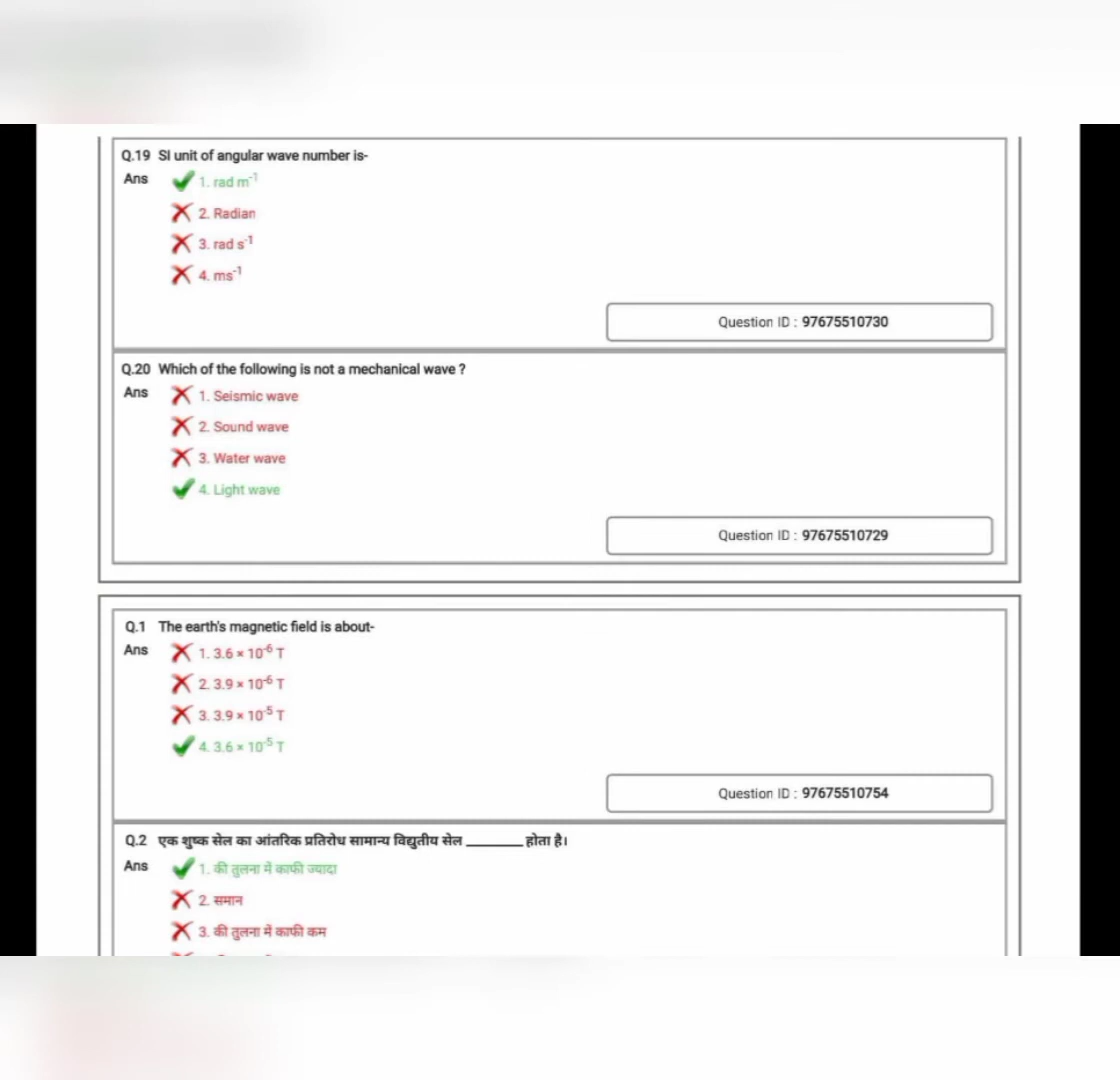 Q.19 SI unit of angular wave number is-
Ans 1. rad m⁻¹
2. Radian
3. rad s⁻¹
4. ms⁻¹
Question ID : 97675510730
Q.20 Which of the following is not a mechanical wave ?
Ans 1. Seismic wave
2. Sound wave
3. Water wave
4. Light wave
Question ID : 97675510729
Q.1 The earth's magnetic field is about-
Ans 1. 3.6 × 10⁻⁶ T
2. 3.9 × 10⁻⁶ T
3. 3.9 × 10⁻⁵ T
4. 3.6 × 10⁻⁵ T
Question ID : 97675510754
Q.2 एक शुष्क सेल का आंतरिक प्रतिरोध सामान्य विद्युतीय सेल ________ होता है।
Ans 1. की तुलना में काफी ज्यादा
2. समान
3. की तुलना में काफी कम